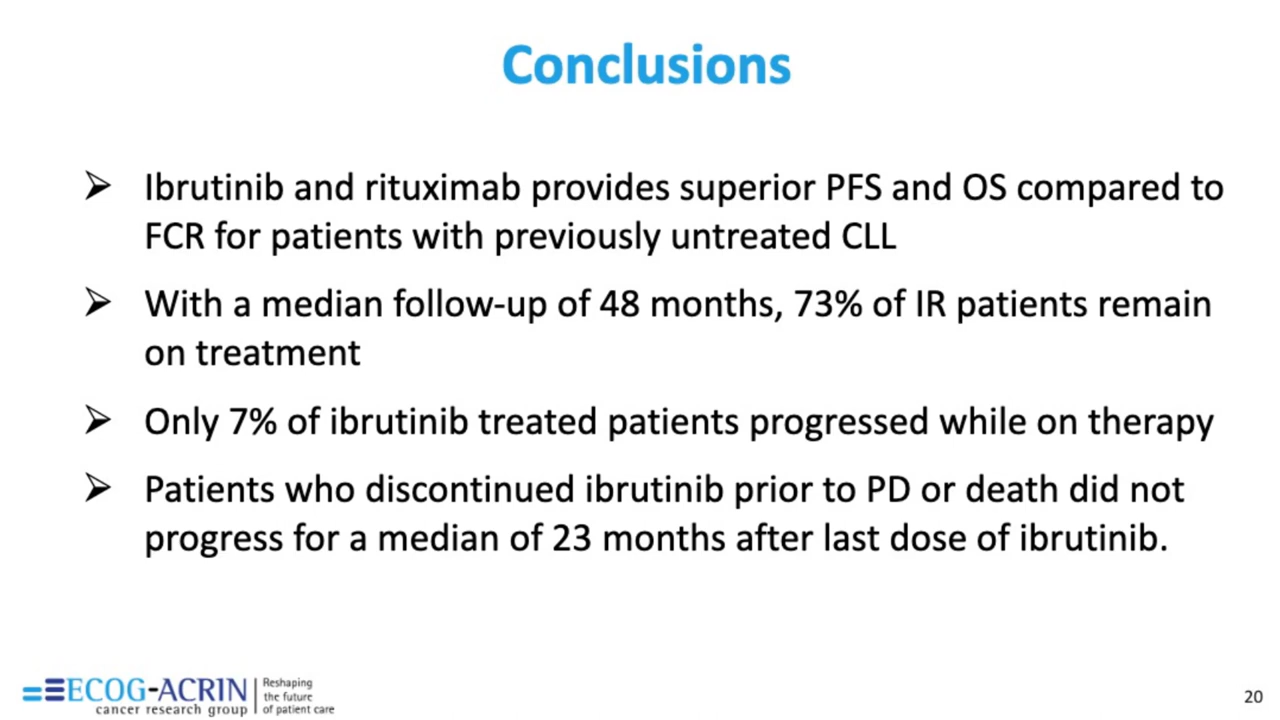 Conclusions
➢ Ibrutinib and rituximab provides superior PFS and OS compared to
FCR for patients with previously untreated CLL
➢ With a median follow-up of 48 months, 73% of IR patients remain
on treatment
➢ Only 7% of ibrutinib treated patients progressed while on therapy
➢ Patients who discontinued ibrutinib prior to PD or death did not
progress for a median of 23 months after last dose of ibrutinib.
ECOG-ACRIN
cancer research group
Reshaping
the future
of patient care
20